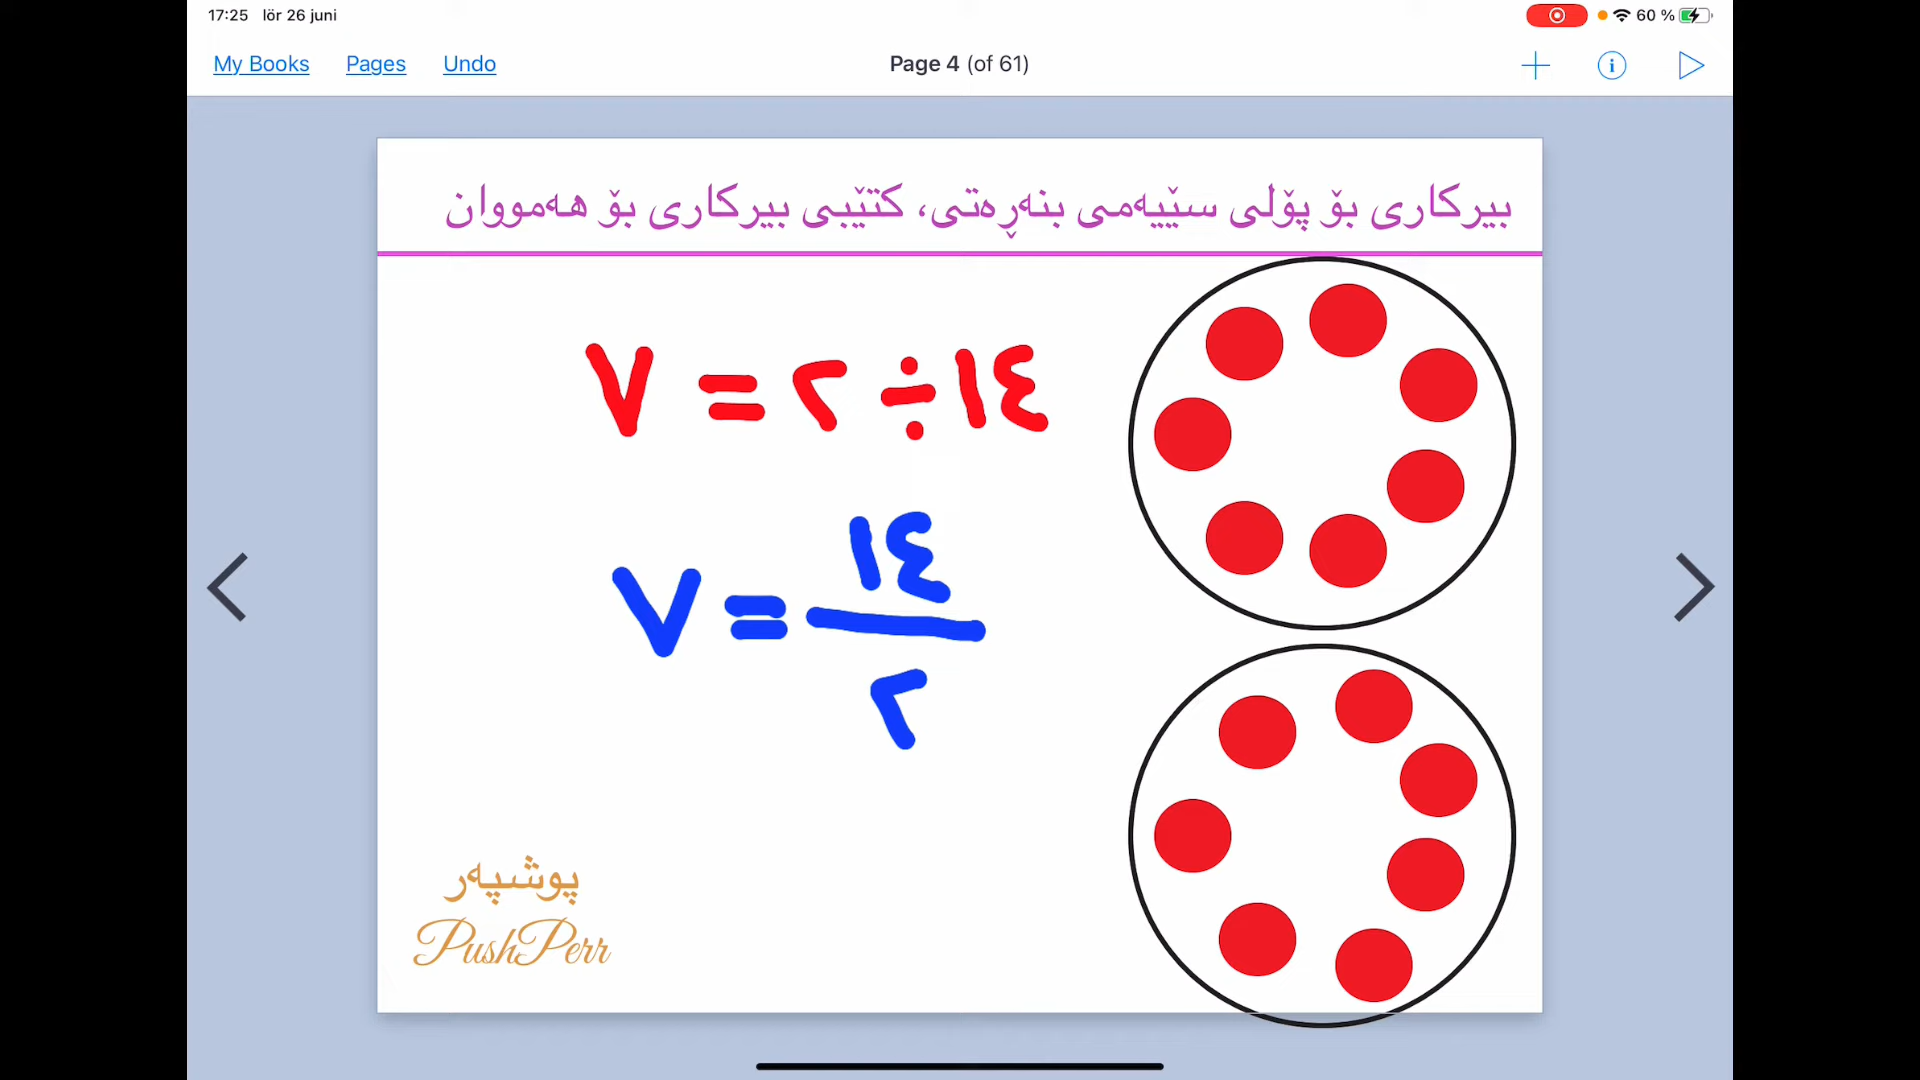 17:25 lör 26 juni 60 %
My Books Pages Undo Page 4 (of 61)
بیرکاری بۆ پۆلی سێیەمی بنەڕەتی، کتێبی بیرکاری بۆ هەمووان
٧ = ٢ ÷ ١٤
٧ = ١٤
٢
پوشپەر
PushPerr